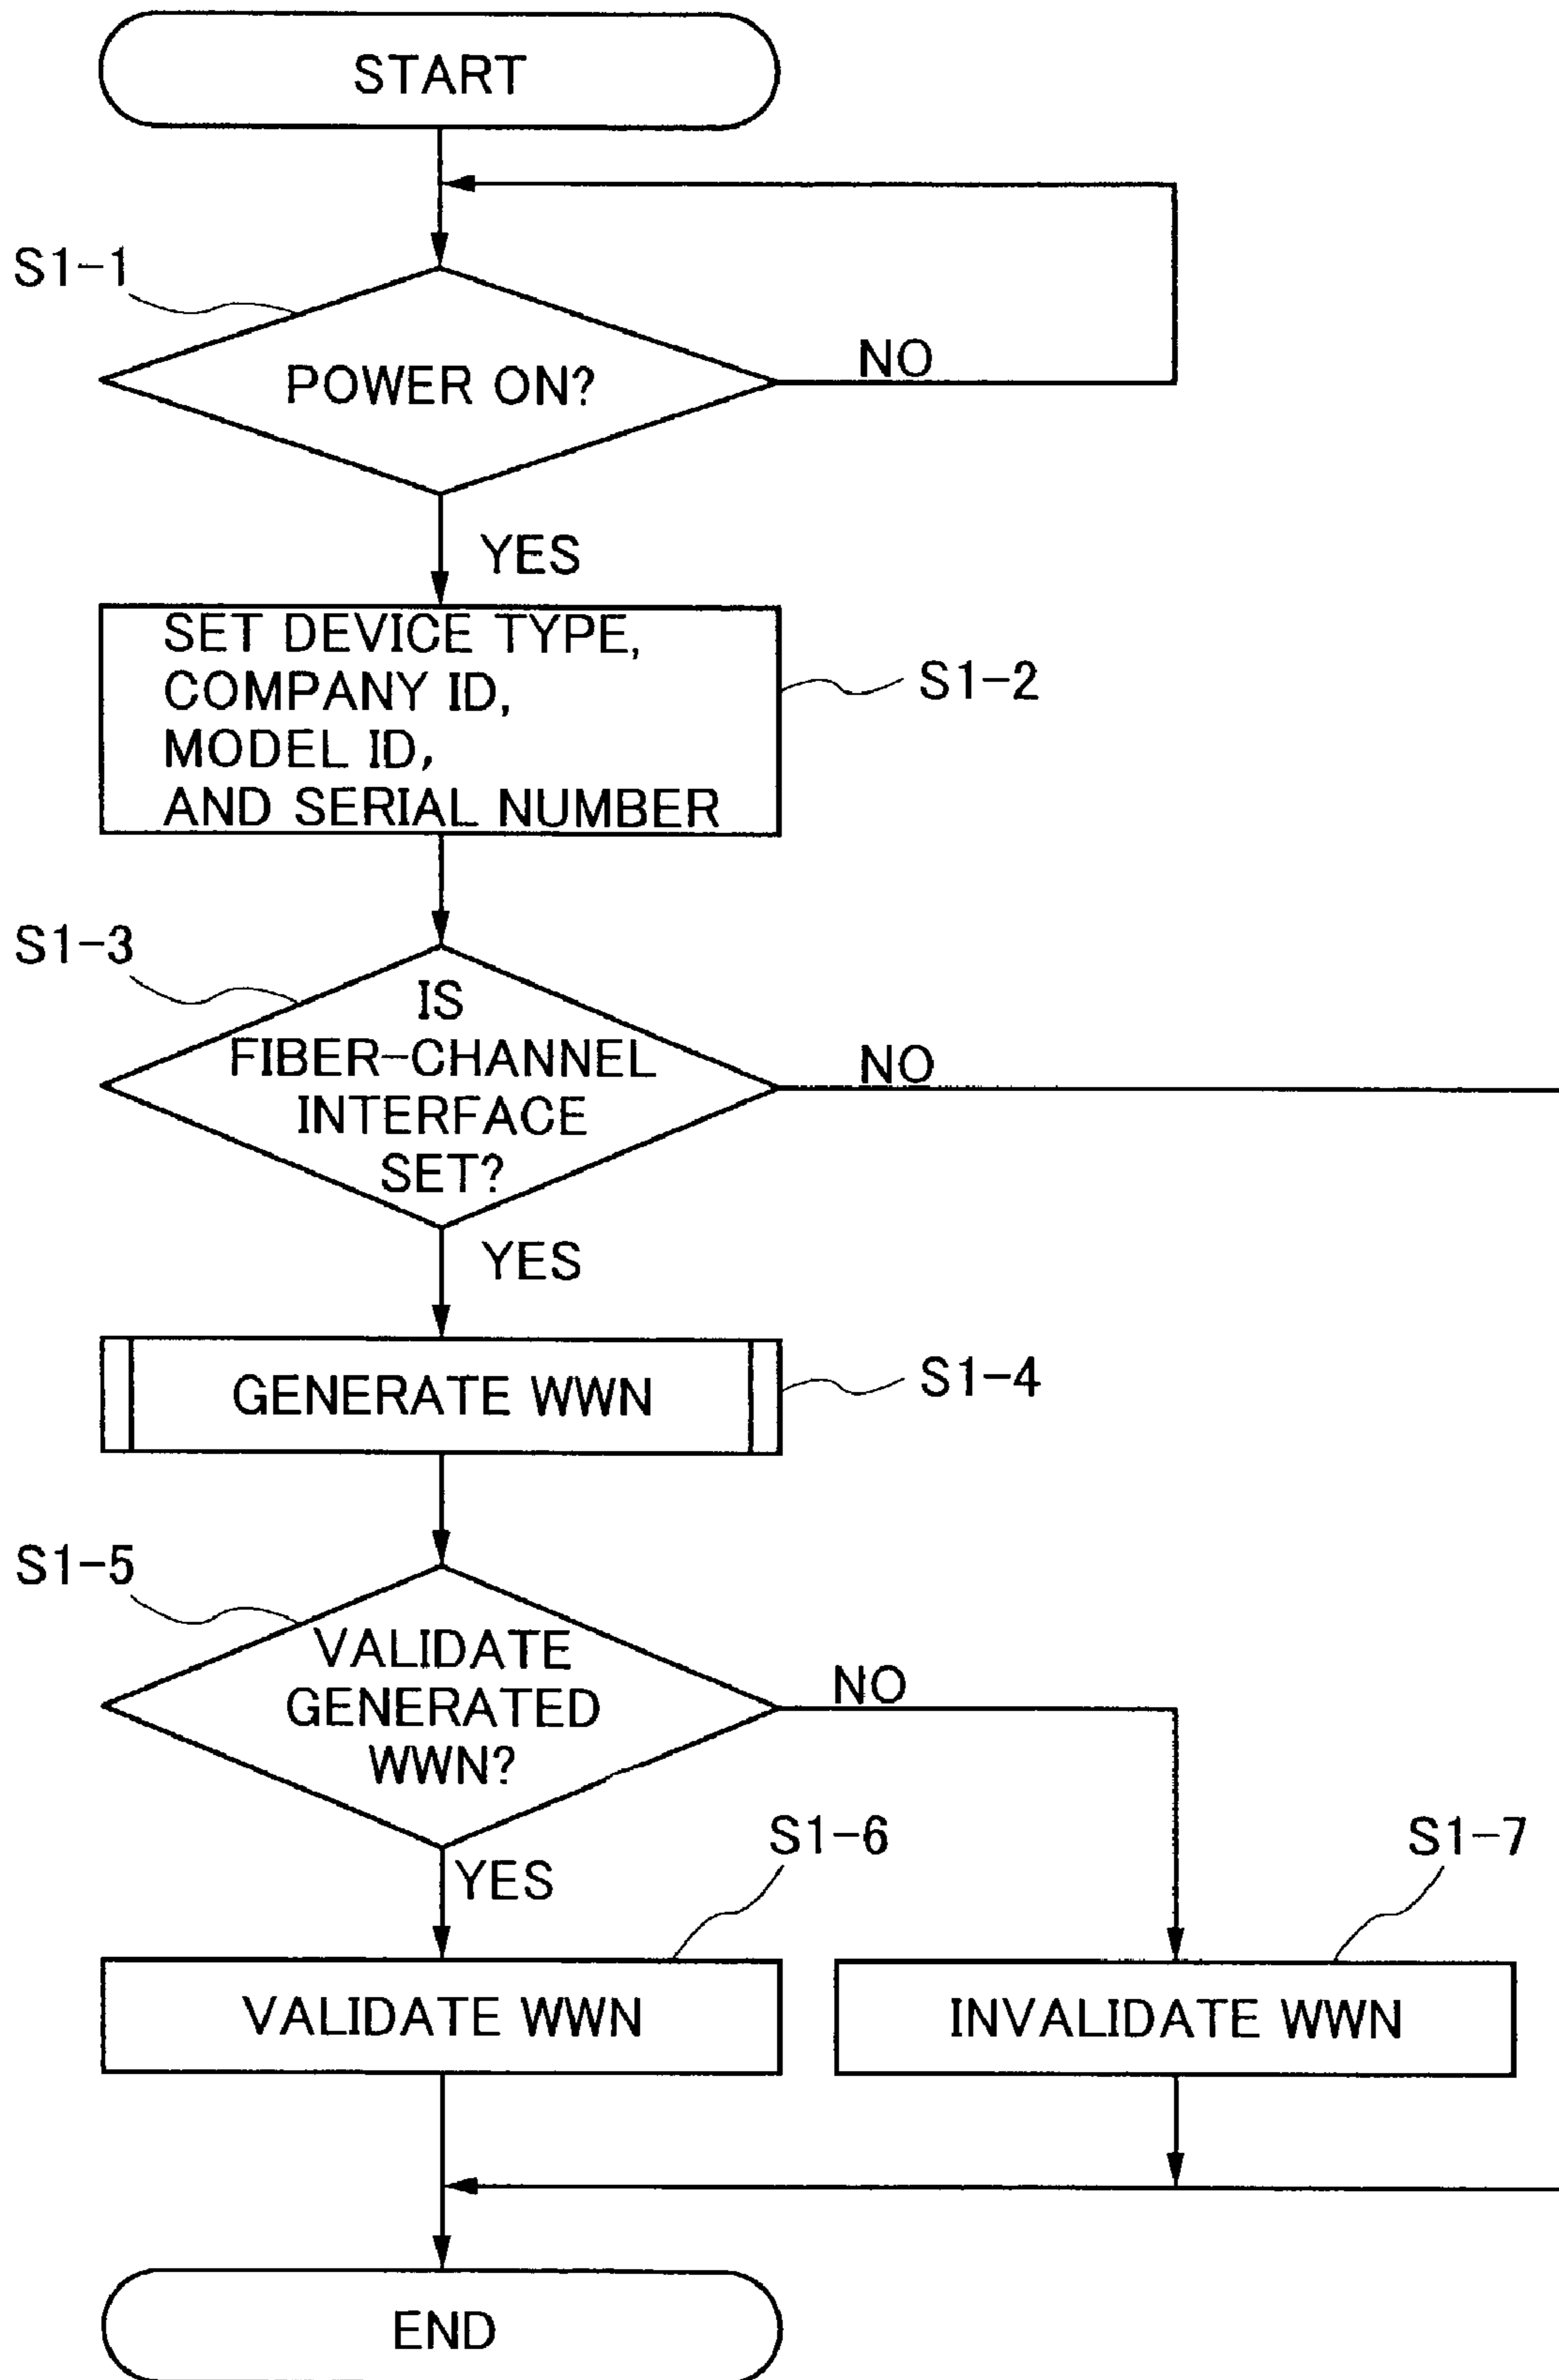 START
S1-1
POWER ON?
NO
YES
SET DEVICE TYPE,
COMPANY ID,
MODEL ID,
AND SERIAL NUMBER
S1-2
S1-3
IS
FIBER-CHANNEL
INTERFACE
SET?
NO
YES
GENERATE WWN
S1-4
S1-5
VALIDATE
GENERATED
WWN?
NO
YES
S1-6
S1-7
VALIDATE WWN
INVALIDATE WWN
END